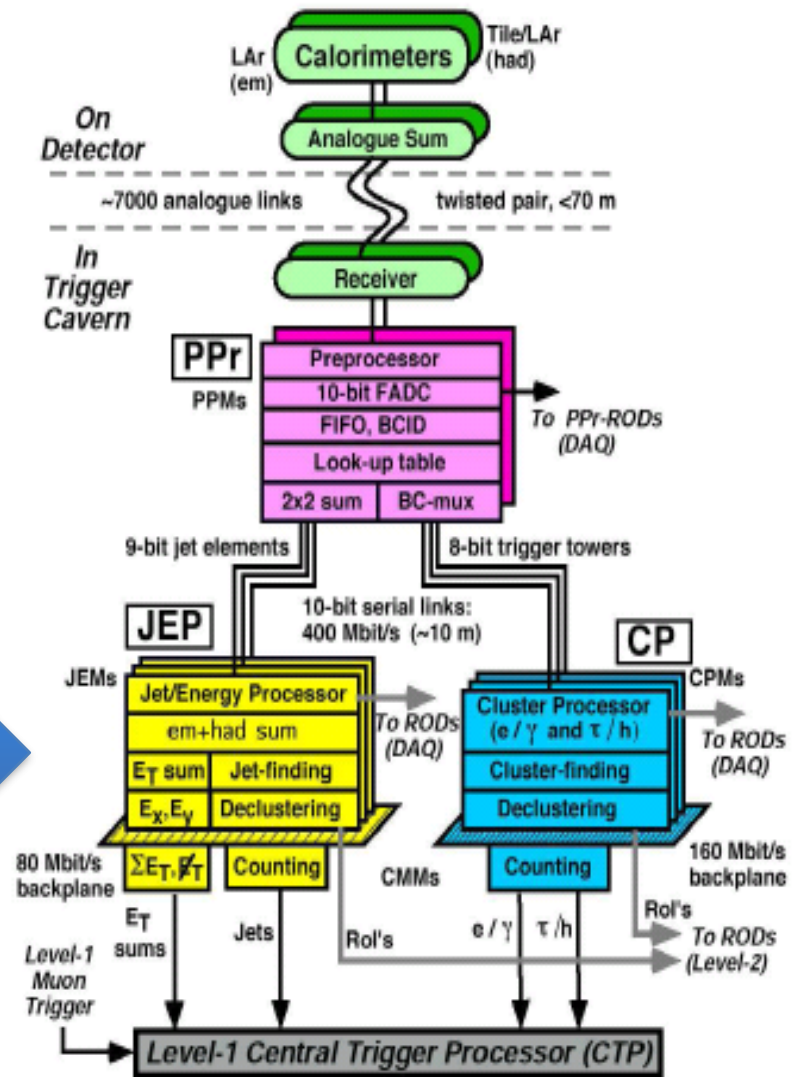 LAr
(em)
Calorimeters
Tile/LAr
(had)
On
Detector
Analogue Sum
~7000 analogue links
twisted pair, <70 m
In
Trigger
Cavern
Receiver
PPr
PPMs
Preprocessor
10-bit FADC
FIFO, BCID
Look-up table
2x2 sum
BC-mux
To PPr-RODs
(DAQ)
9-bit jet elements
8-bit trigger towers
10-bit serial links:
400 Mbit/s (~10 m)
JEP
CP
JEMs
Jet/Energy Processor
em+had sum
ET sum
Jet-finding
Ex,Ey
Declustering
To RODs
(DAQ)
CPMs
Cluster Processor
(e / γ and τ / h)
Cluster-finding
Declustering
To RODs
(DAQ)
80 Mbit/s
backplane
ΣET,E̸T
Counting
CMMs
Counting
160 Mbit/s
backplane
ET
sums
Jets
RoI's
e / γ
τ /h
RoI's
To RODs
(Level-2)
Level-1
Muon
Trigger
Level-1 Central Trigger Processor (CTP)